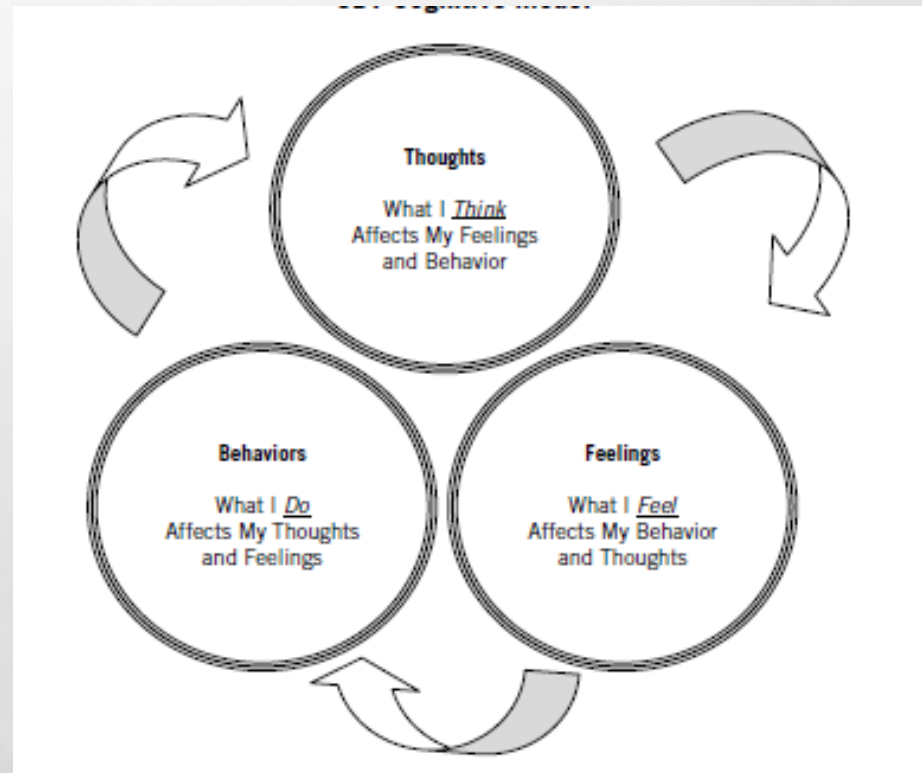 Thoughts
What I Think
Affects My Feelings
and Behavior
Behaviors
What I Do
Affects My Thoughts
and Feelings
Feelings
What I Feel
Affects My Behavior
and Thoughts